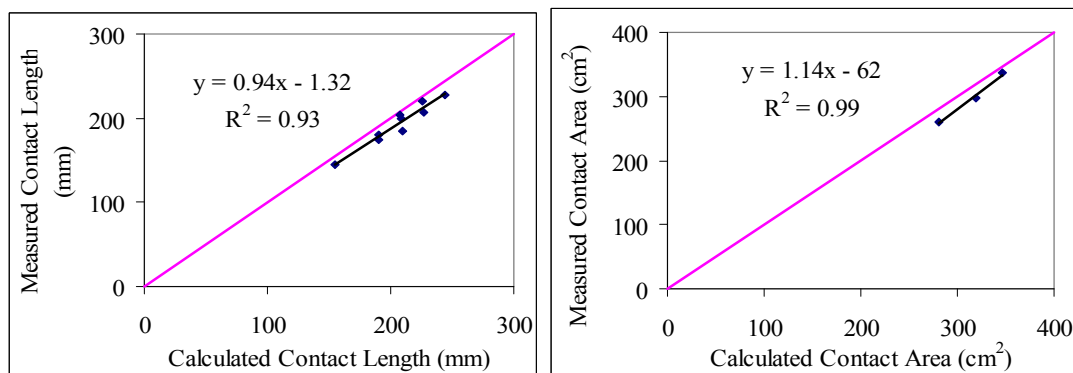 300
200
100
0
Measured Contact Length
(mm)
y = 0.94x - 1.32
R² = 0.93
0 100 200 300
Calculated Contact Length (mm)
400
300
200
100
0
Measured Contact Area (cm²)
y = 1.14x - 62
R² = 0.99
0 100 200 300 400
Calculated Contact Area (cm²)